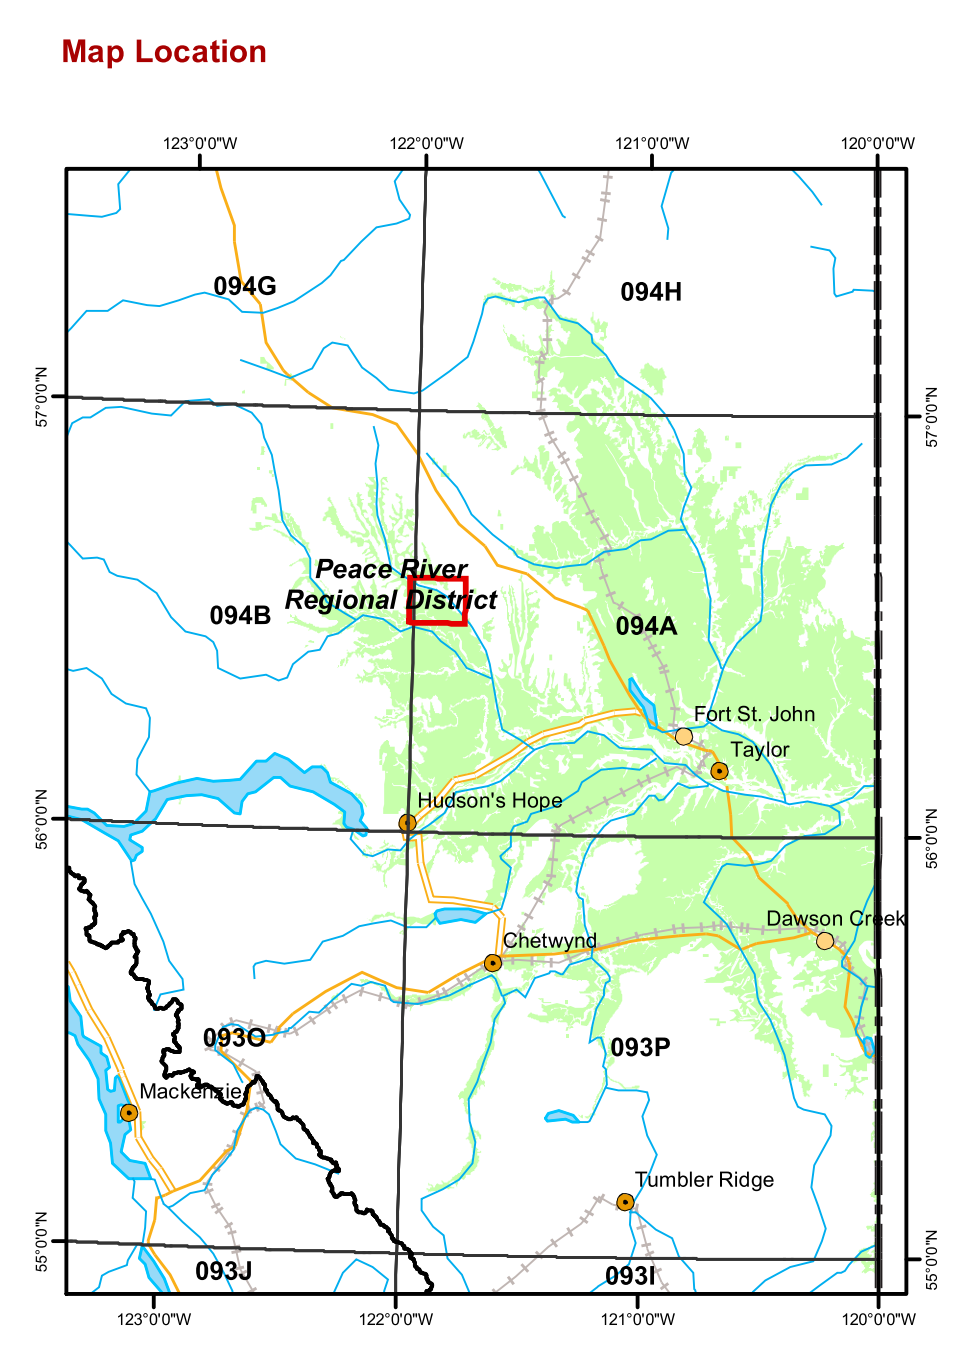 Map Location
123°0'0"W
122°0'0"W
121°0'0"W
120°0'0"W
094G
094H
57°0'0"N
57°0'0"N
Peace River
Regional District
094B
094A
Fort St. John
Taylor
Hudson's Hope
56°0'0"N
56°0'0"N
Dawson Creek
Chetwynd
093O
093P
Mackenzie
Tumbler Ridge
55°0'0"N
55°0'0"N
093J
093I
123°0'0"W
122°0'0"W
121°0'0"W
120°0'0"W